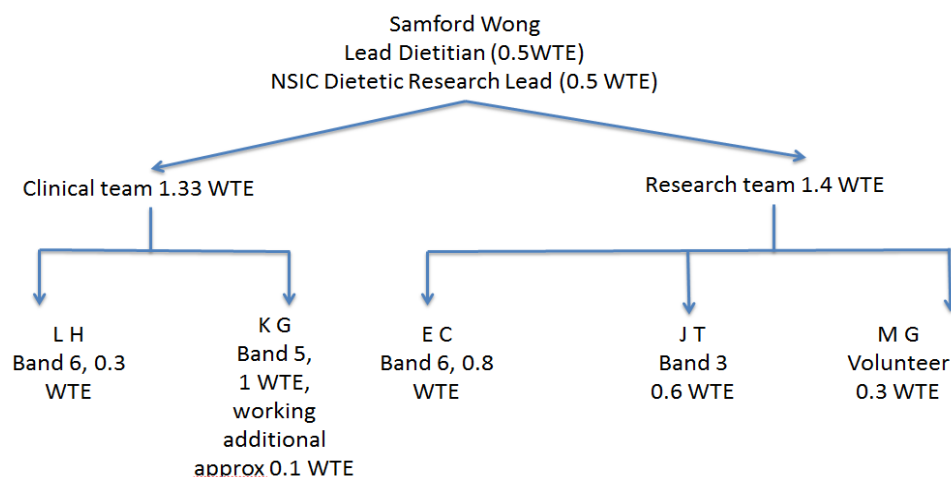 Samford Wong
Lead Dietitian (0.5WTE)
NSIC Dietetic Research Lead (0.5 WTE)
Clinical team 1.33 WTE
Research team 1.4 WTE
L H
Band 6, 0.3
WTE
K G
Band 5,
1 WTE,
working
additional
approx 0.1 WTE
E C
Band 6, 0.8
WTE
J T
Band 3
0.6 WTE
M G
Volunteer
0.3 WTE